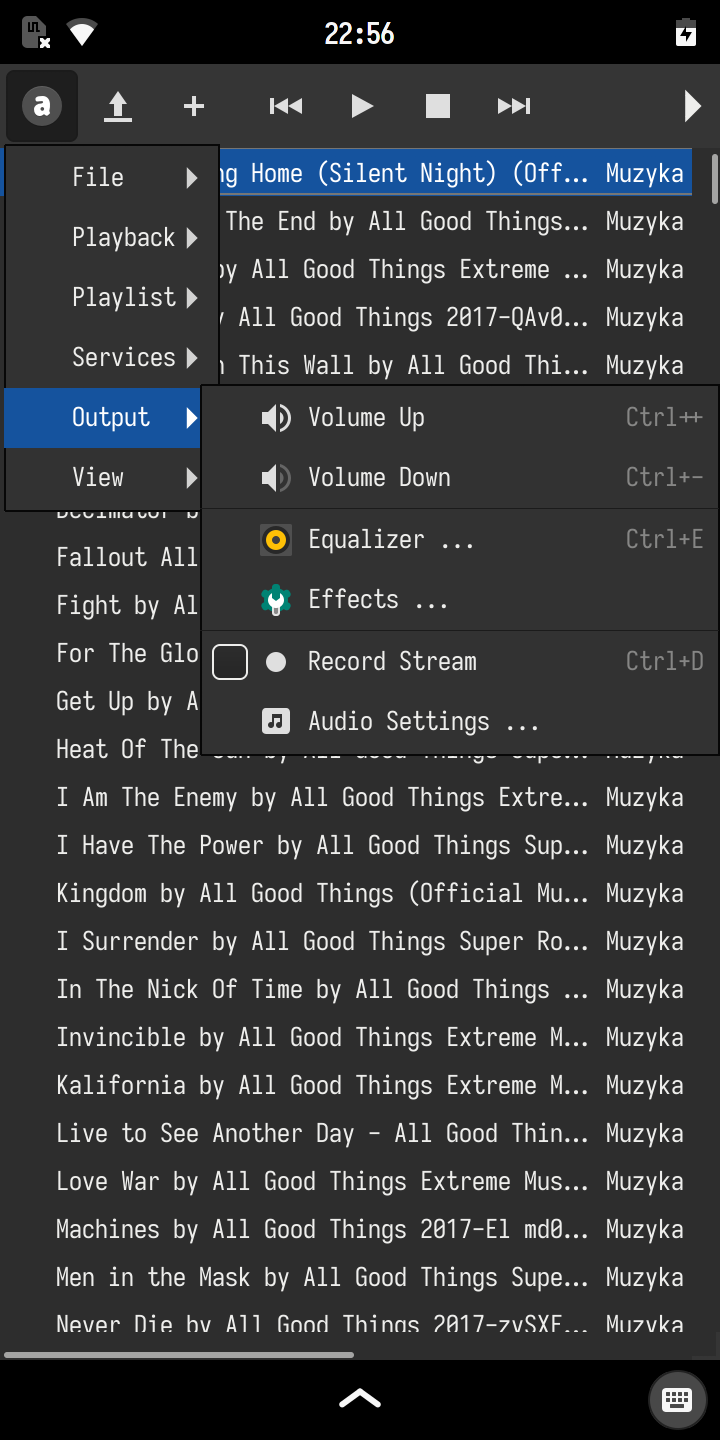 22:56
a
File
ng Home (Silent Night) (Off... Muzyka
Playback
The End by All Good Things... Muzyka
by All Good Things Extreme ... Muzyka
Playlist
All Good Things 2017-QAv0... Muzyka
Services
This Wall by All Good Thi... Muzyka
Output
Volume Up Ctrl++
View
Volume Down Ctrl+-
Decimator b
Equalizer ... Ctrl+E
Fallout All
Effects ...
Fight by Al
Record Stream Ctrl+D
For The Glo
Get Up by A
Audio Settings ...
Heat Of The Sun by All Good Things Supe... Muzyka
I Am The Enemy by All Good Things Extre... Muzyka
I Have The Power by All Good Things Sup... Muzyka
Kingdom by All Good Things (Official Mu... Muzyka
I Surrender by All Good Things Super Ro... Muzyka
In The Nick Of Time by All Good Things ... Muzyka
Invincible by All Good Things Extreme M... Muzyka
Kalifornia by All Good Things Extreme M... Muzyka
Live to See Another Day - All Good Thin... Muzyka
Love War by All Good Things Extreme Mus... Muzyka
Machines by All Good Things 2017-El md0... Muzyka
Men in the Mask by All Good Things Supe... Muzyka
Never Die by All Good Things 2017-zvSXF... Muzyka